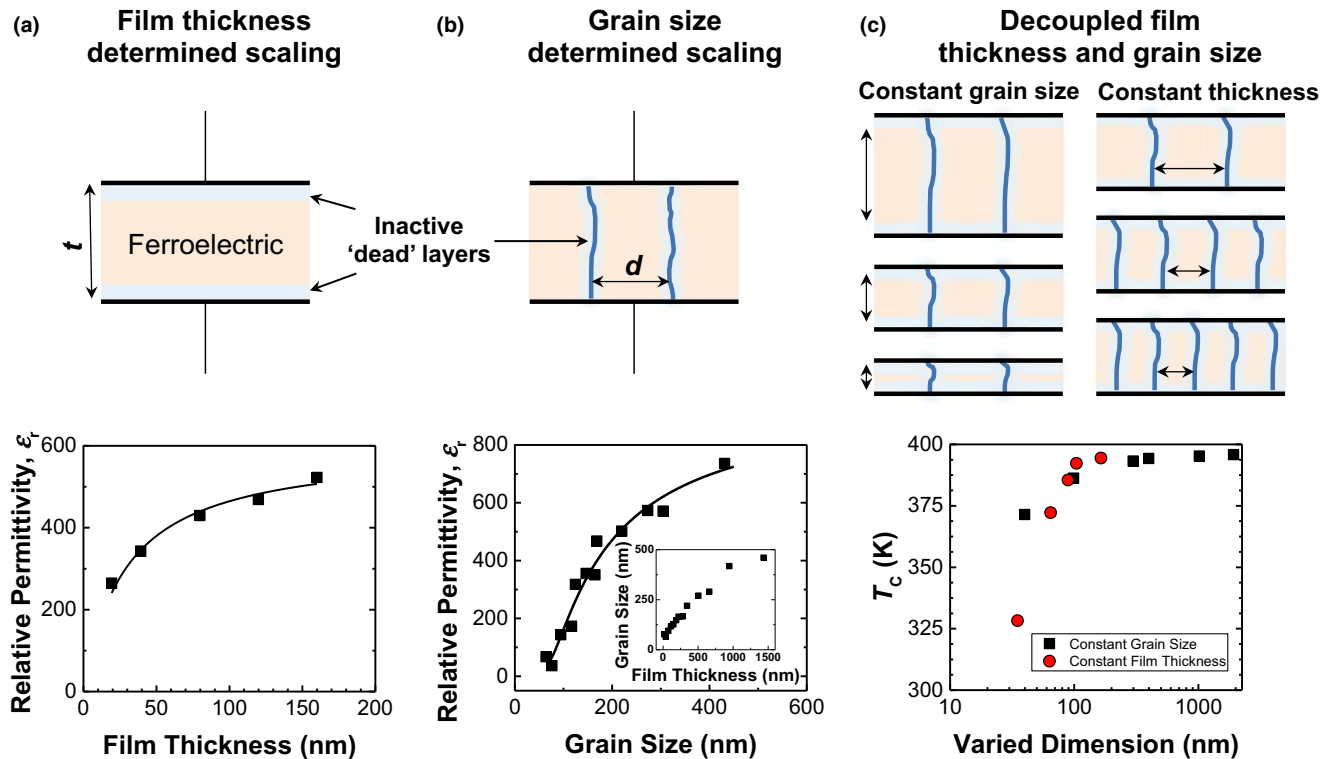 (a)
Film thickness
determined scaling
t
Ferroelectric
Inactive
‘dead’ layers
600
400
200
0
0
50
100
150
200
Relative Permittivity, εr
Film Thickness (nm)
(b)
Grain size
determined scaling
d
800
600
400
200
0
0
200
400
600
Relative Permittivity, εr
Grain Size (nm)
500
250
0
0
500
1000
1500
Grain Size (nm)
Film Thickness (nm)
(c)
Decoupled film
thickness and grain size
Constant grain size
Constant thickness
400
375
350
325
300
10
100
1000
TC (K)
Varied Dimension (nm)
Constant Grain Size
Constant Film Thickness